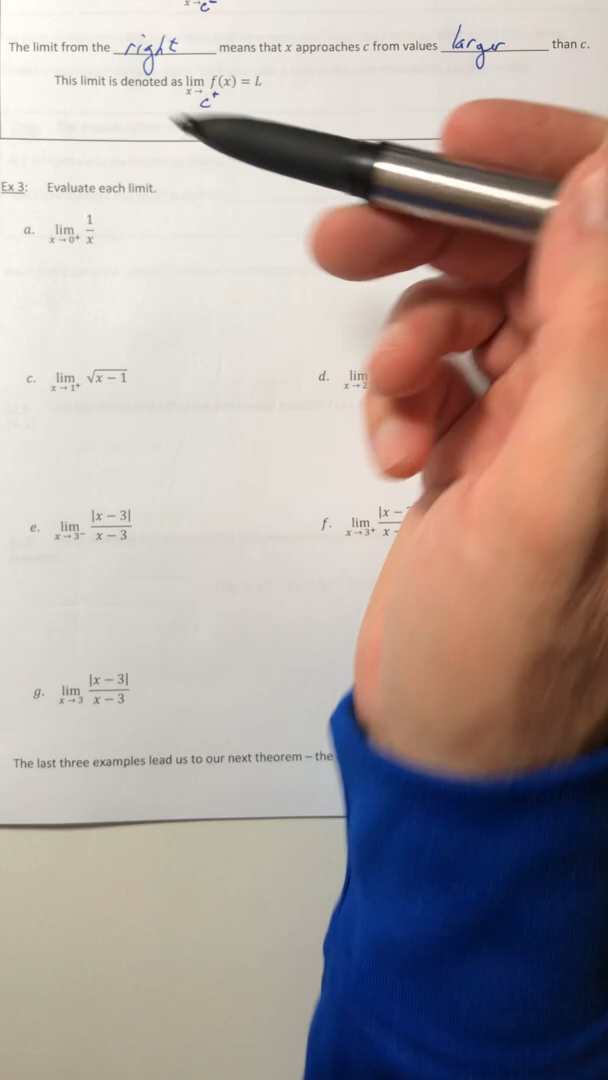 x→c⁻
The limit from the right means that x approaches c from values larger than c.
This limit is denoted as lim x→c⁺ f(x) = L
Ex 3: Evaluate each limit.
a. lim x→0⁺ 1/x
c. lim x→1⁺ √(x − 1)
d. lim x→2
e. lim x→3⁻ |x − 3|/(x − 3)
f. lim x→3⁺ |x − / x −
g. lim x→3 |x − 3|/(x − 3)
The last three examples lead us to our next theorem – the